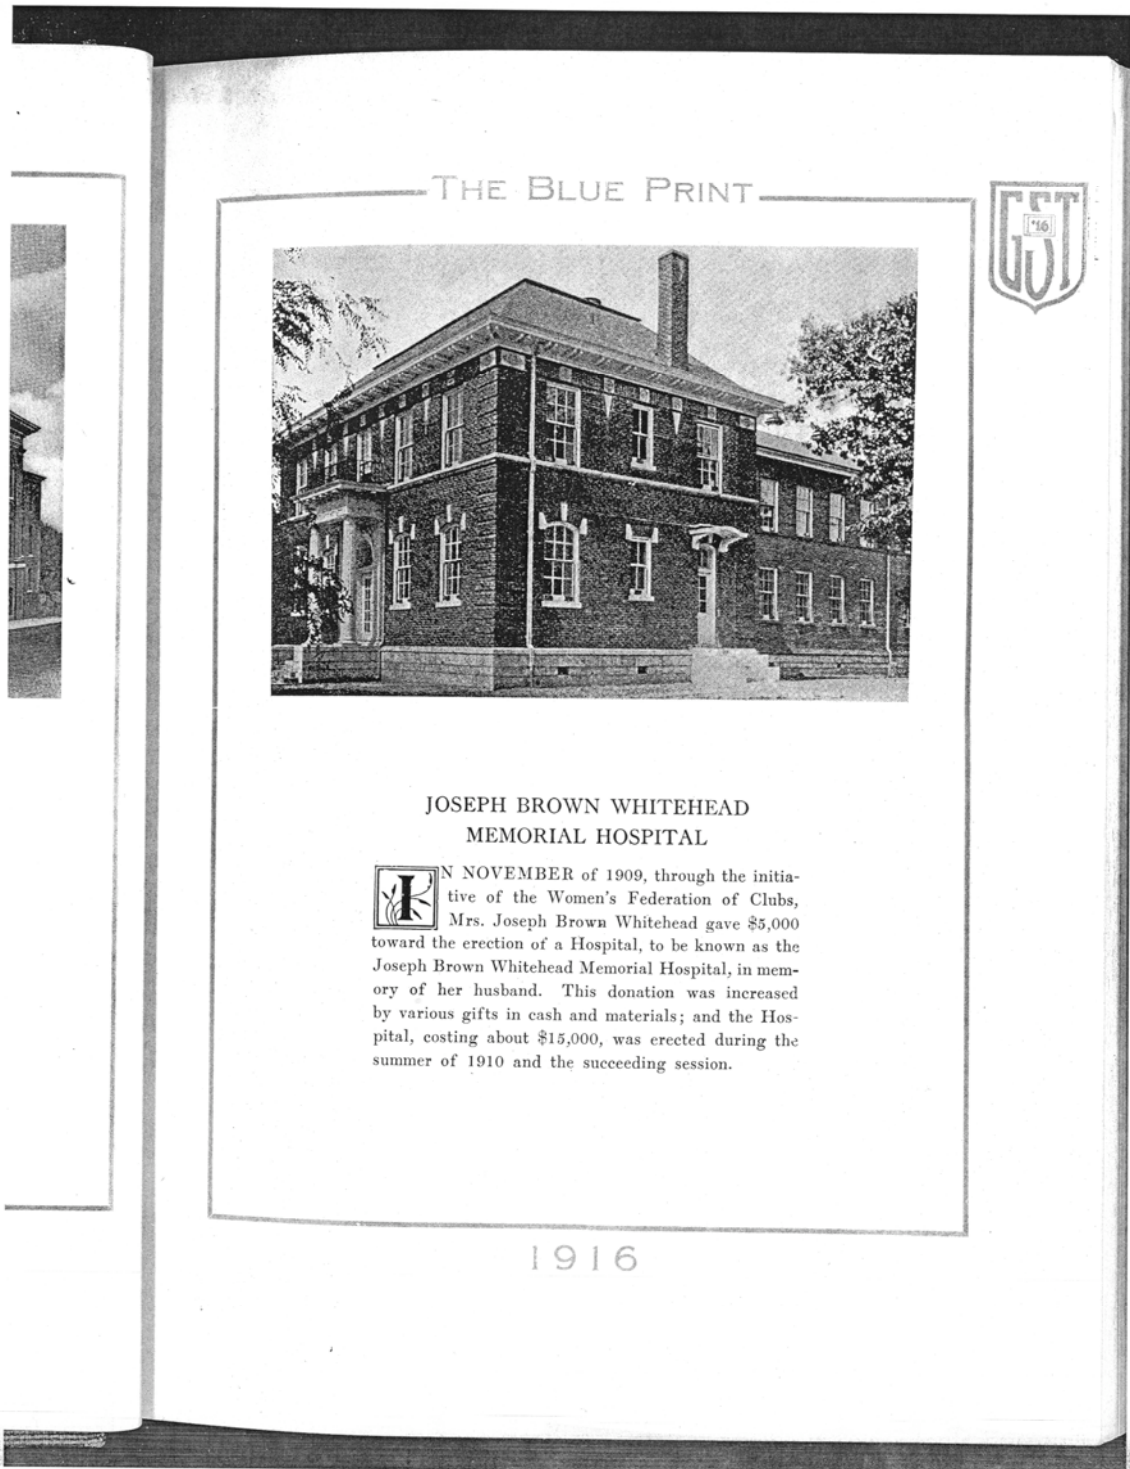 THE BLUE PRINT
GST
'16
JOSEPH BROWN WHITEHEAD
MEMORIAL HOSPITAL
IN NOVEMBER of 1909, through the initia-
tive of the Women's Federation of Clubs,
Mrs. Joseph Brown Whitehead gave $5,000
toward the erection of a Hospital, to be known as the
Joseph Brown Whitehead Memorial Hospital, in mem-
ory of her husband. This donation was increased
by various gifts in cash and materials; and the Hos-
pital, costing about $15,000, was erected during the
summer of 1910 and the succeeding session.
1916